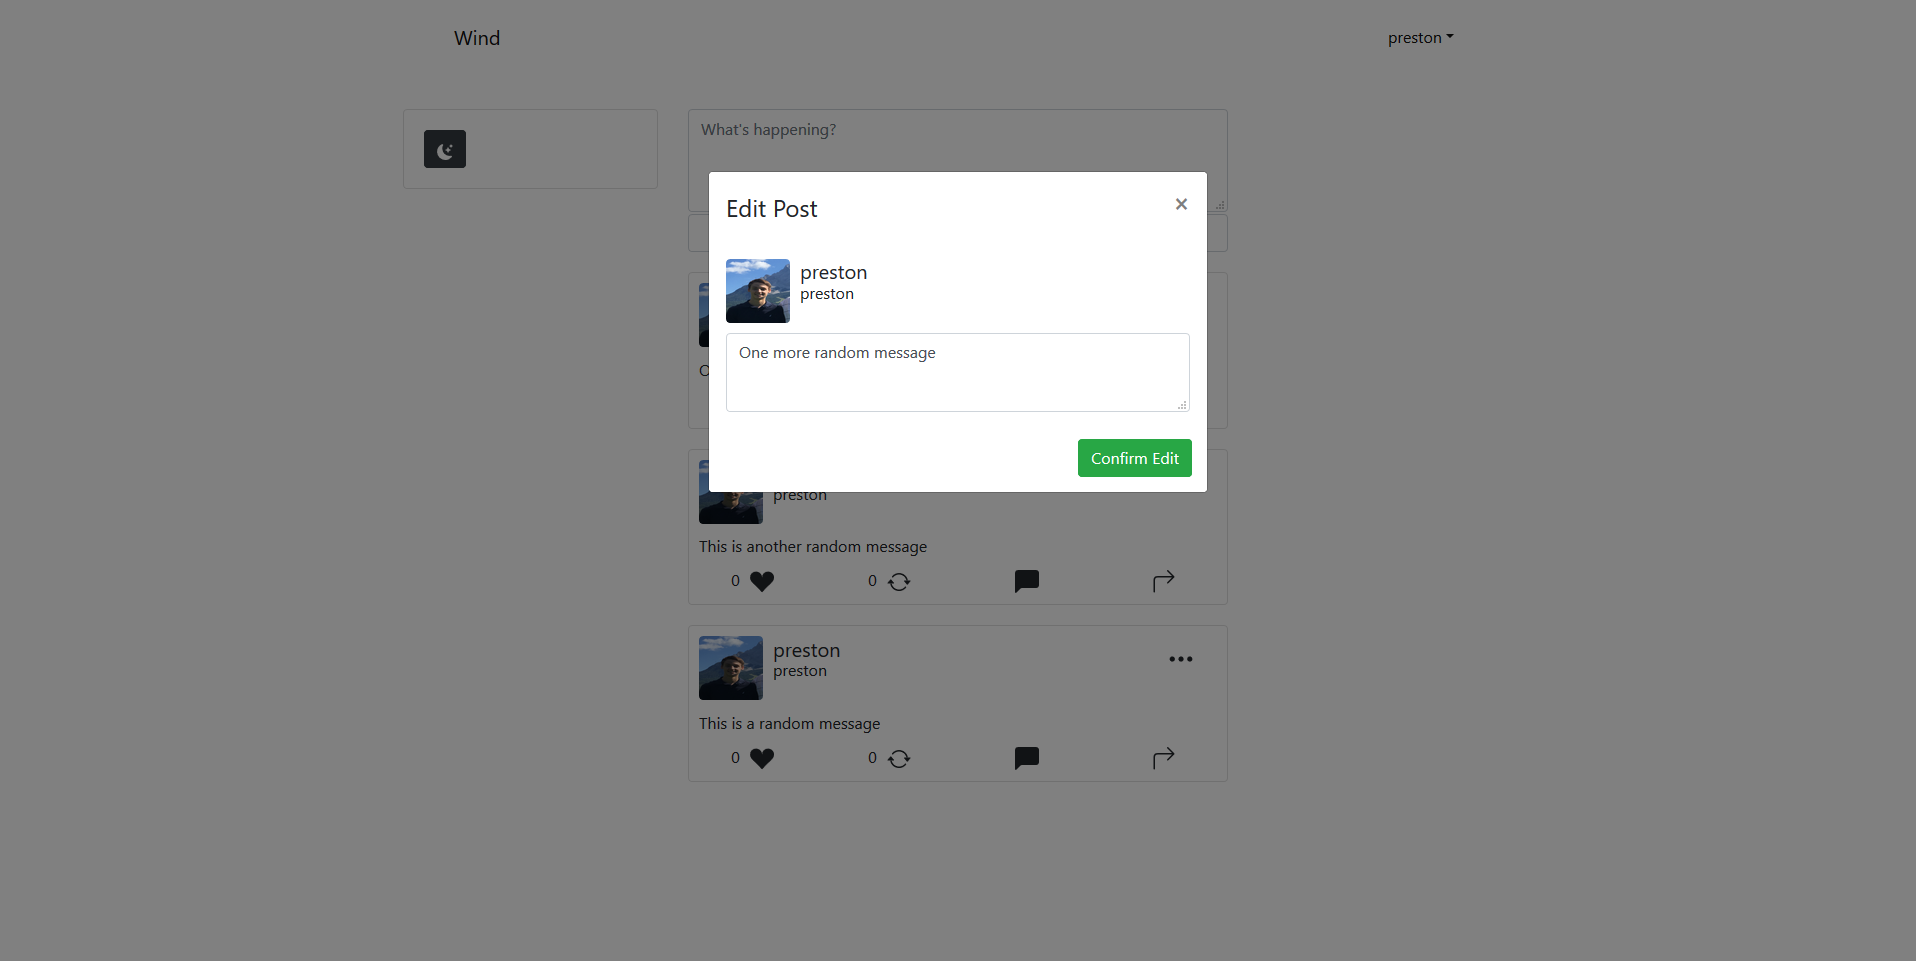 Wind
preston
What's happening?
Edit Post
×
preston
preston
One more random message
Confirm Edit
preston
This is another random message
0
0
preston
preston
This is a random message
0
0